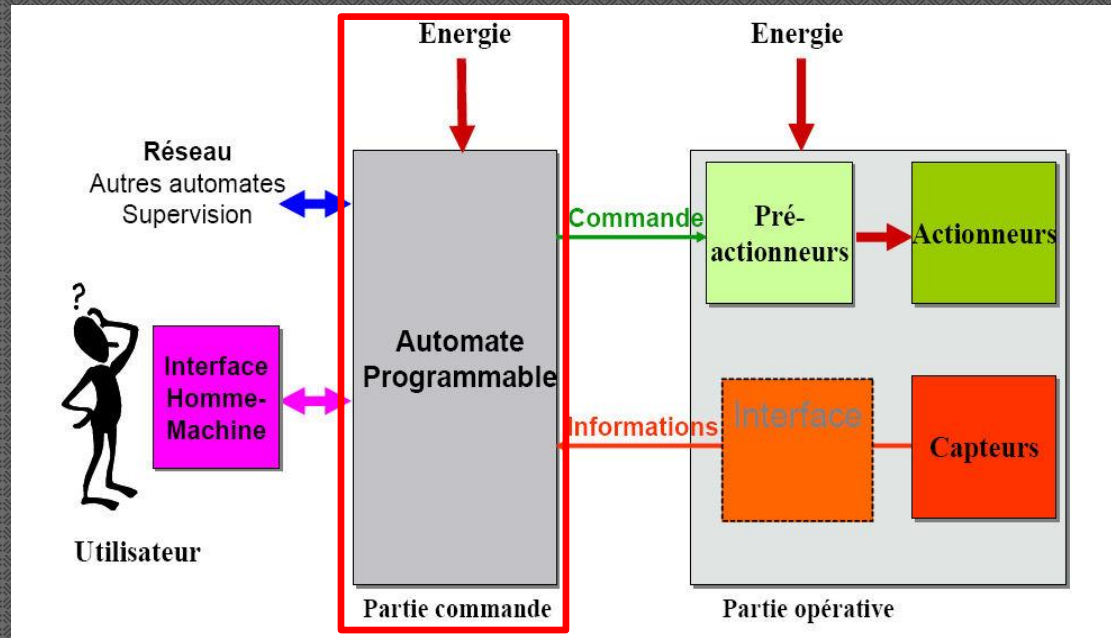 Energie
Energie
Réseau
Autres automates
Supervision
Commande
Pré-
actionneurs
Actionneurs
?
Interface
Homme-
Machine
Automate
Programmable
Informations
Interface
Capteurs
Utilisateur
Partie commande
Partie opérative